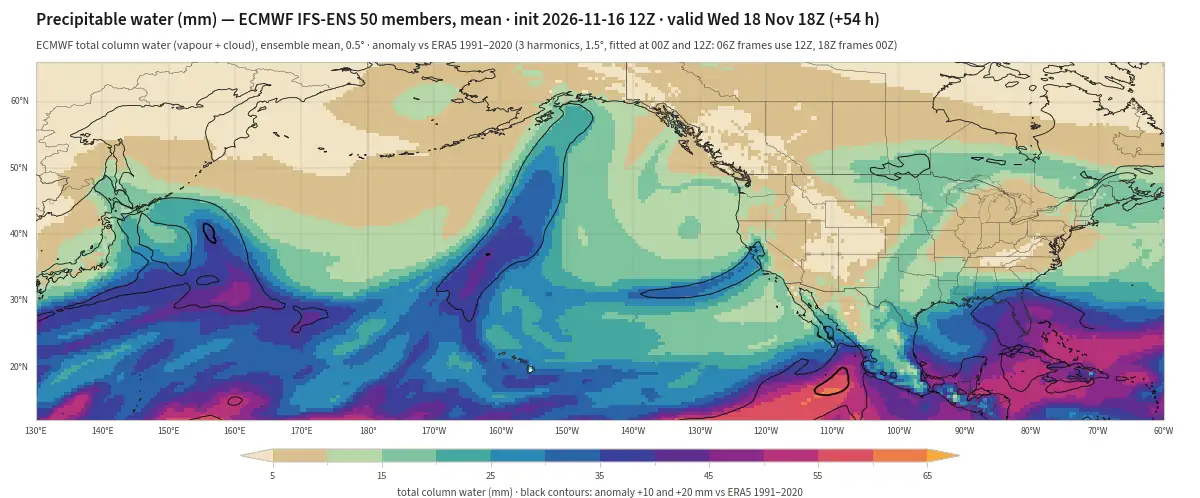 Precipitable water (mm) — ECMWF IFS-ENS 50 members, mean · init 2026-11-16 12Z · valid Wed 18 Nov 18Z (+54 h)
ECMWF total column water (vapour + cloud), ensemble mean, 0.5° · anomaly vs ERA5 1991–2020 (3 harmonics, 1.5°, fitted at 00Z and 12Z: 06Z frames use 12Z, 18Z frames 00Z)
60°N
50°N
40°N
30°N
20°N
130°E 140°E 150°E 160°E 170°E 180° 170°W 160°W 150°W 140°W 130°W 120°W 110°W 100°W 90°W 80°W 70°W 60°W
5 15 25 35 45 55 65
total column water (mm) · black contours: anomaly +10 and +20 mm vs ERA5 1991–2020